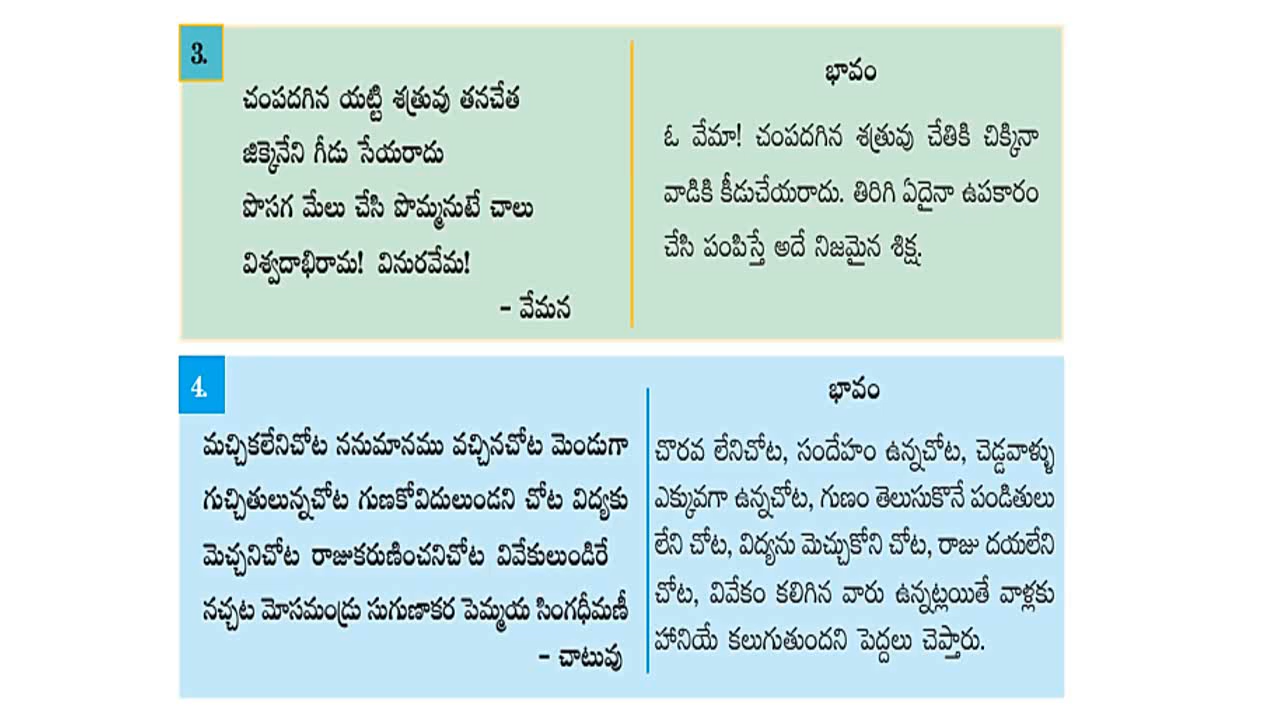 3.
చంపదగిన యట్టి శత్రువు తనచేత
జిక్కెనేని గీడు సేయరాదు
పొసగ మేలు చేసి పొమ్మనుటే చాలు
విశ్వదాభిరామ! వినురవేమ!
- వేమన
భావం
ఓ వేమా! చంపదగిన శత్రువు చేతికి చిక్కినా
వాడికి కీడుచేయరాదు. తిరిగి ఏదైనా ఉపకారం
చేసి పంపిస్తే అదే నిజమైన శిక్ష.
4.
మచ్చికలేనిచోట ననుమానము వచ్చినచోట మెండుగా
గుచ్చితులున్నచోట గుణకోవిదులుండని చోట విద్యకు
మెచ్చనిచోట రాజుకరుణించనిచోట వివేకులుండిరే
నచ్చట మోసమండ్రు సుగుణాకర పెమ్మయ సింగధీమణీ
- చాటువు
భావం
చొరవ లేనిచోట, సందేహం ఉన్నచోట, చెడ్డవాళ్ళు
ఎక్కువగా ఉన్నచోట, గుణం తెలుసుకొనే పండితులు
లేని చోట, విద్యను మెచ్చుకోని చోట, రాజు దయలేని
చోట, వివేకం కలిగిన వారు ఉన్నట్లయితే వాళ్లకు
హానియే కలుగుతుందని పెద్దలు చెప్తారు.